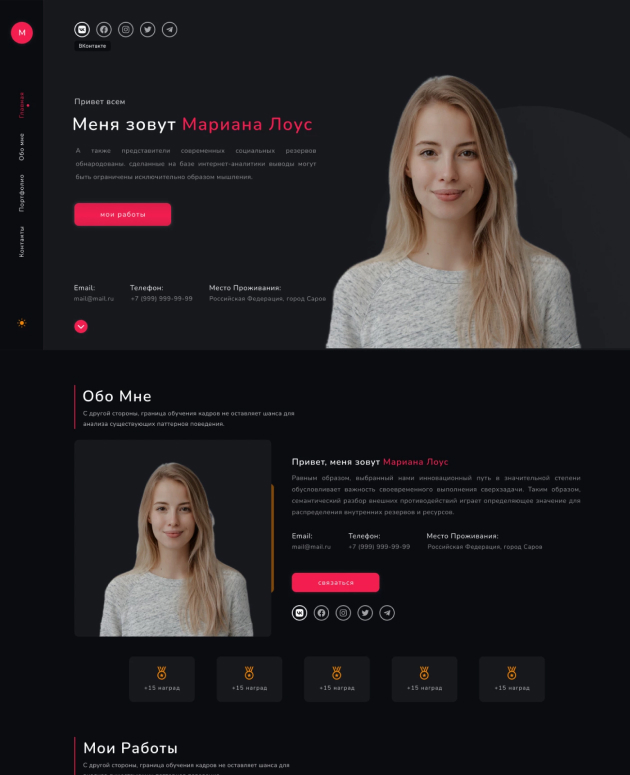 М
ВКонтакте
Главная
Обо мне
Портфолио
Контакты
Привет всем
Меня зовут Мариана Лоус
А также представители современных социальных резервов
обнародованы. сделанные на базе интернет-аналитики выводы могут
быть ограничены исключительно образом мышления.
мои работы
Email: Телефон: Место Проживания:
mail@mail.ru +7 (999) 999-99-99 Российская Федерация, город Саров
Обо Мне
С другой стороны, граница обучения кадров не оставляет шанса для
анализа существующих паттернов поведения.
Привет, меня зовут Мариана Лоус
Равным образом, выбранный нами инновационный путь в значительной степени
обусловливает важность своевременного выполнения сверхзадачи. Таким образом,
семантический разбор внешних противодействий играет определяющее значение для
распределения внутренних резервов и ресурсов.
Email: Телефон: Место Проживания:
mail@mail.ru +7 (999) 999-99-99 Российская Федерация, город Саров
связаться
+15 наград +15 наград +15 наград +15 наград +15 наград
Мои Работы
С другой стороны, граница обучения кадров не оставляет шанса для